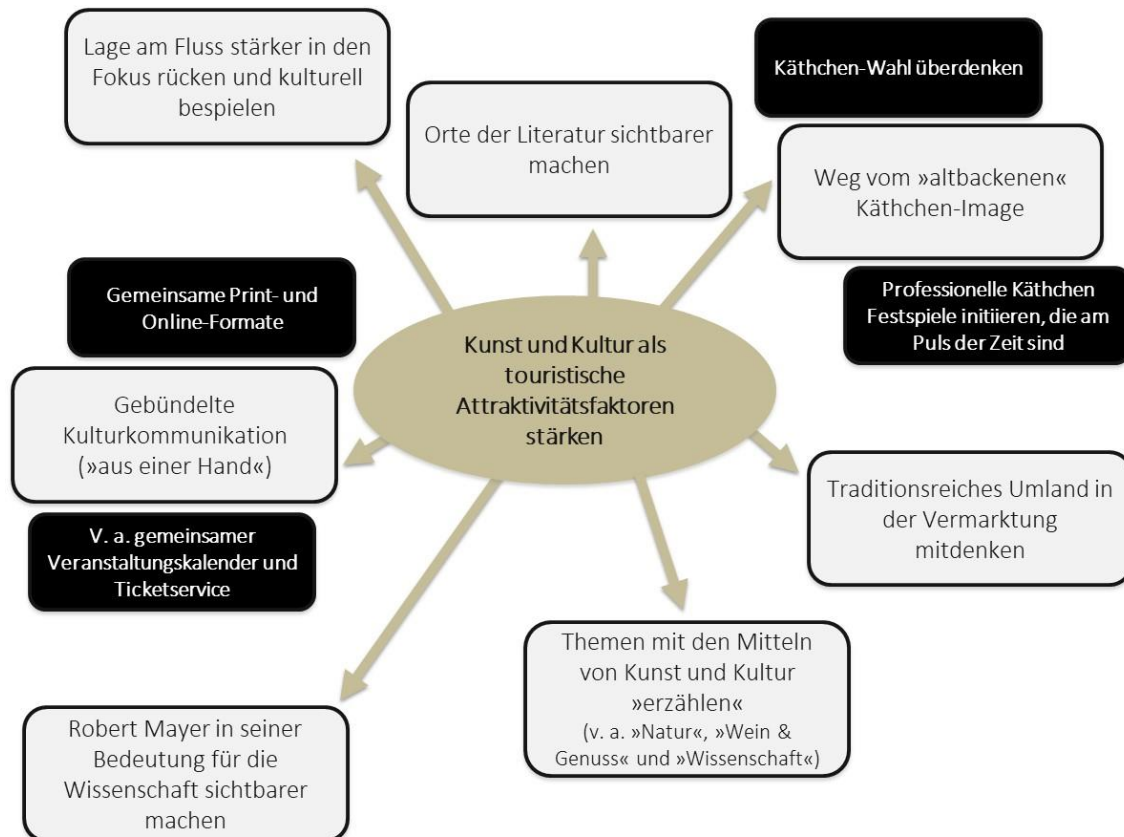 Lage am Fluss stärker in den
Fokus rücken und kulturell
bespielen
Orte der Literatur sichtbarer
machen
Käthchen-Wahl überdenken
Weg vom »altbackenen«
Käthchen-Image
Professionelle Käthchen
Festspiele initiieren, die am
Puls der Zeit sind
Gemeinsame Print- und
Online-Formate
Gebündelte
Kulturkommunikation
(»aus einer Hand«)
V. a. gemeinsamer
Veranstaltungskalender und
Ticketservice
Kunst und Kultur als
touristische
Attraktivitätsfaktoren
stärken
Traditionsreiches Umland in
der Vermarktung
mitdenken
Themen mit den Mitteln
von Kunst und Kultur
»erzählen«
(v. a. »Natur«, »Wein &
Genuss« und »Wissenschaft«)
Robert Mayer in seiner
Bedeutung für die
Wissenschaft sichtbarer
machen